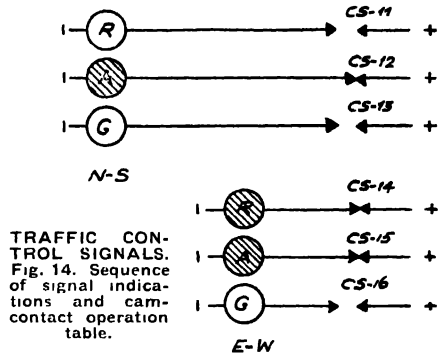 CS-11
R
CS-12
A
CS-13
G
N-S
CS-14
R
CS-15
A
CS-16
G
E-W
TRAFFIC CON-
TROL SIGNALS.
Fig. 14. Sequence
of signal indica-
tions and cam-
contact operation
table.